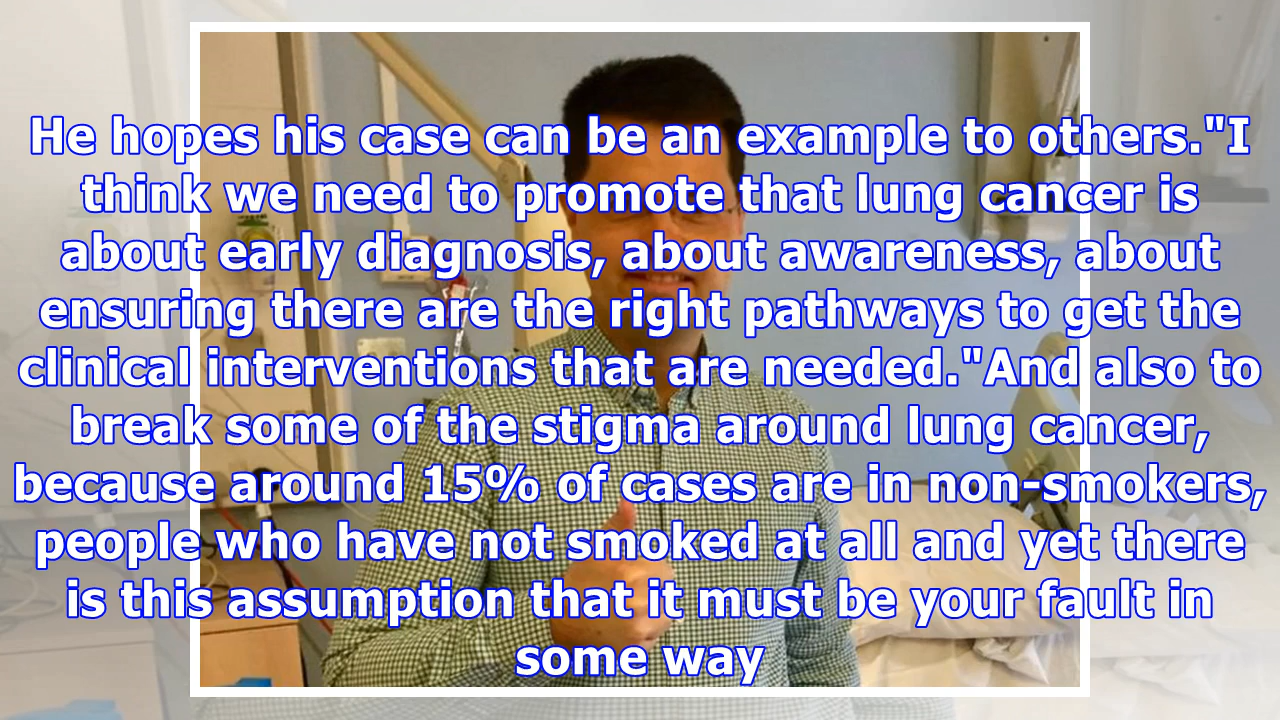 He hopes his case can be an example to others."I
think we need to promote that lung cancer is
about early diagnosis, about awareness, about
ensuring there are the right pathways to get the
clinical interventions that are needed."And also to
break some of the stigma around lung cancer,
because around 15% of cases are in non-smokers,
people who have not smoked at all and yet there
is this assumption that it must be your fault in
some way